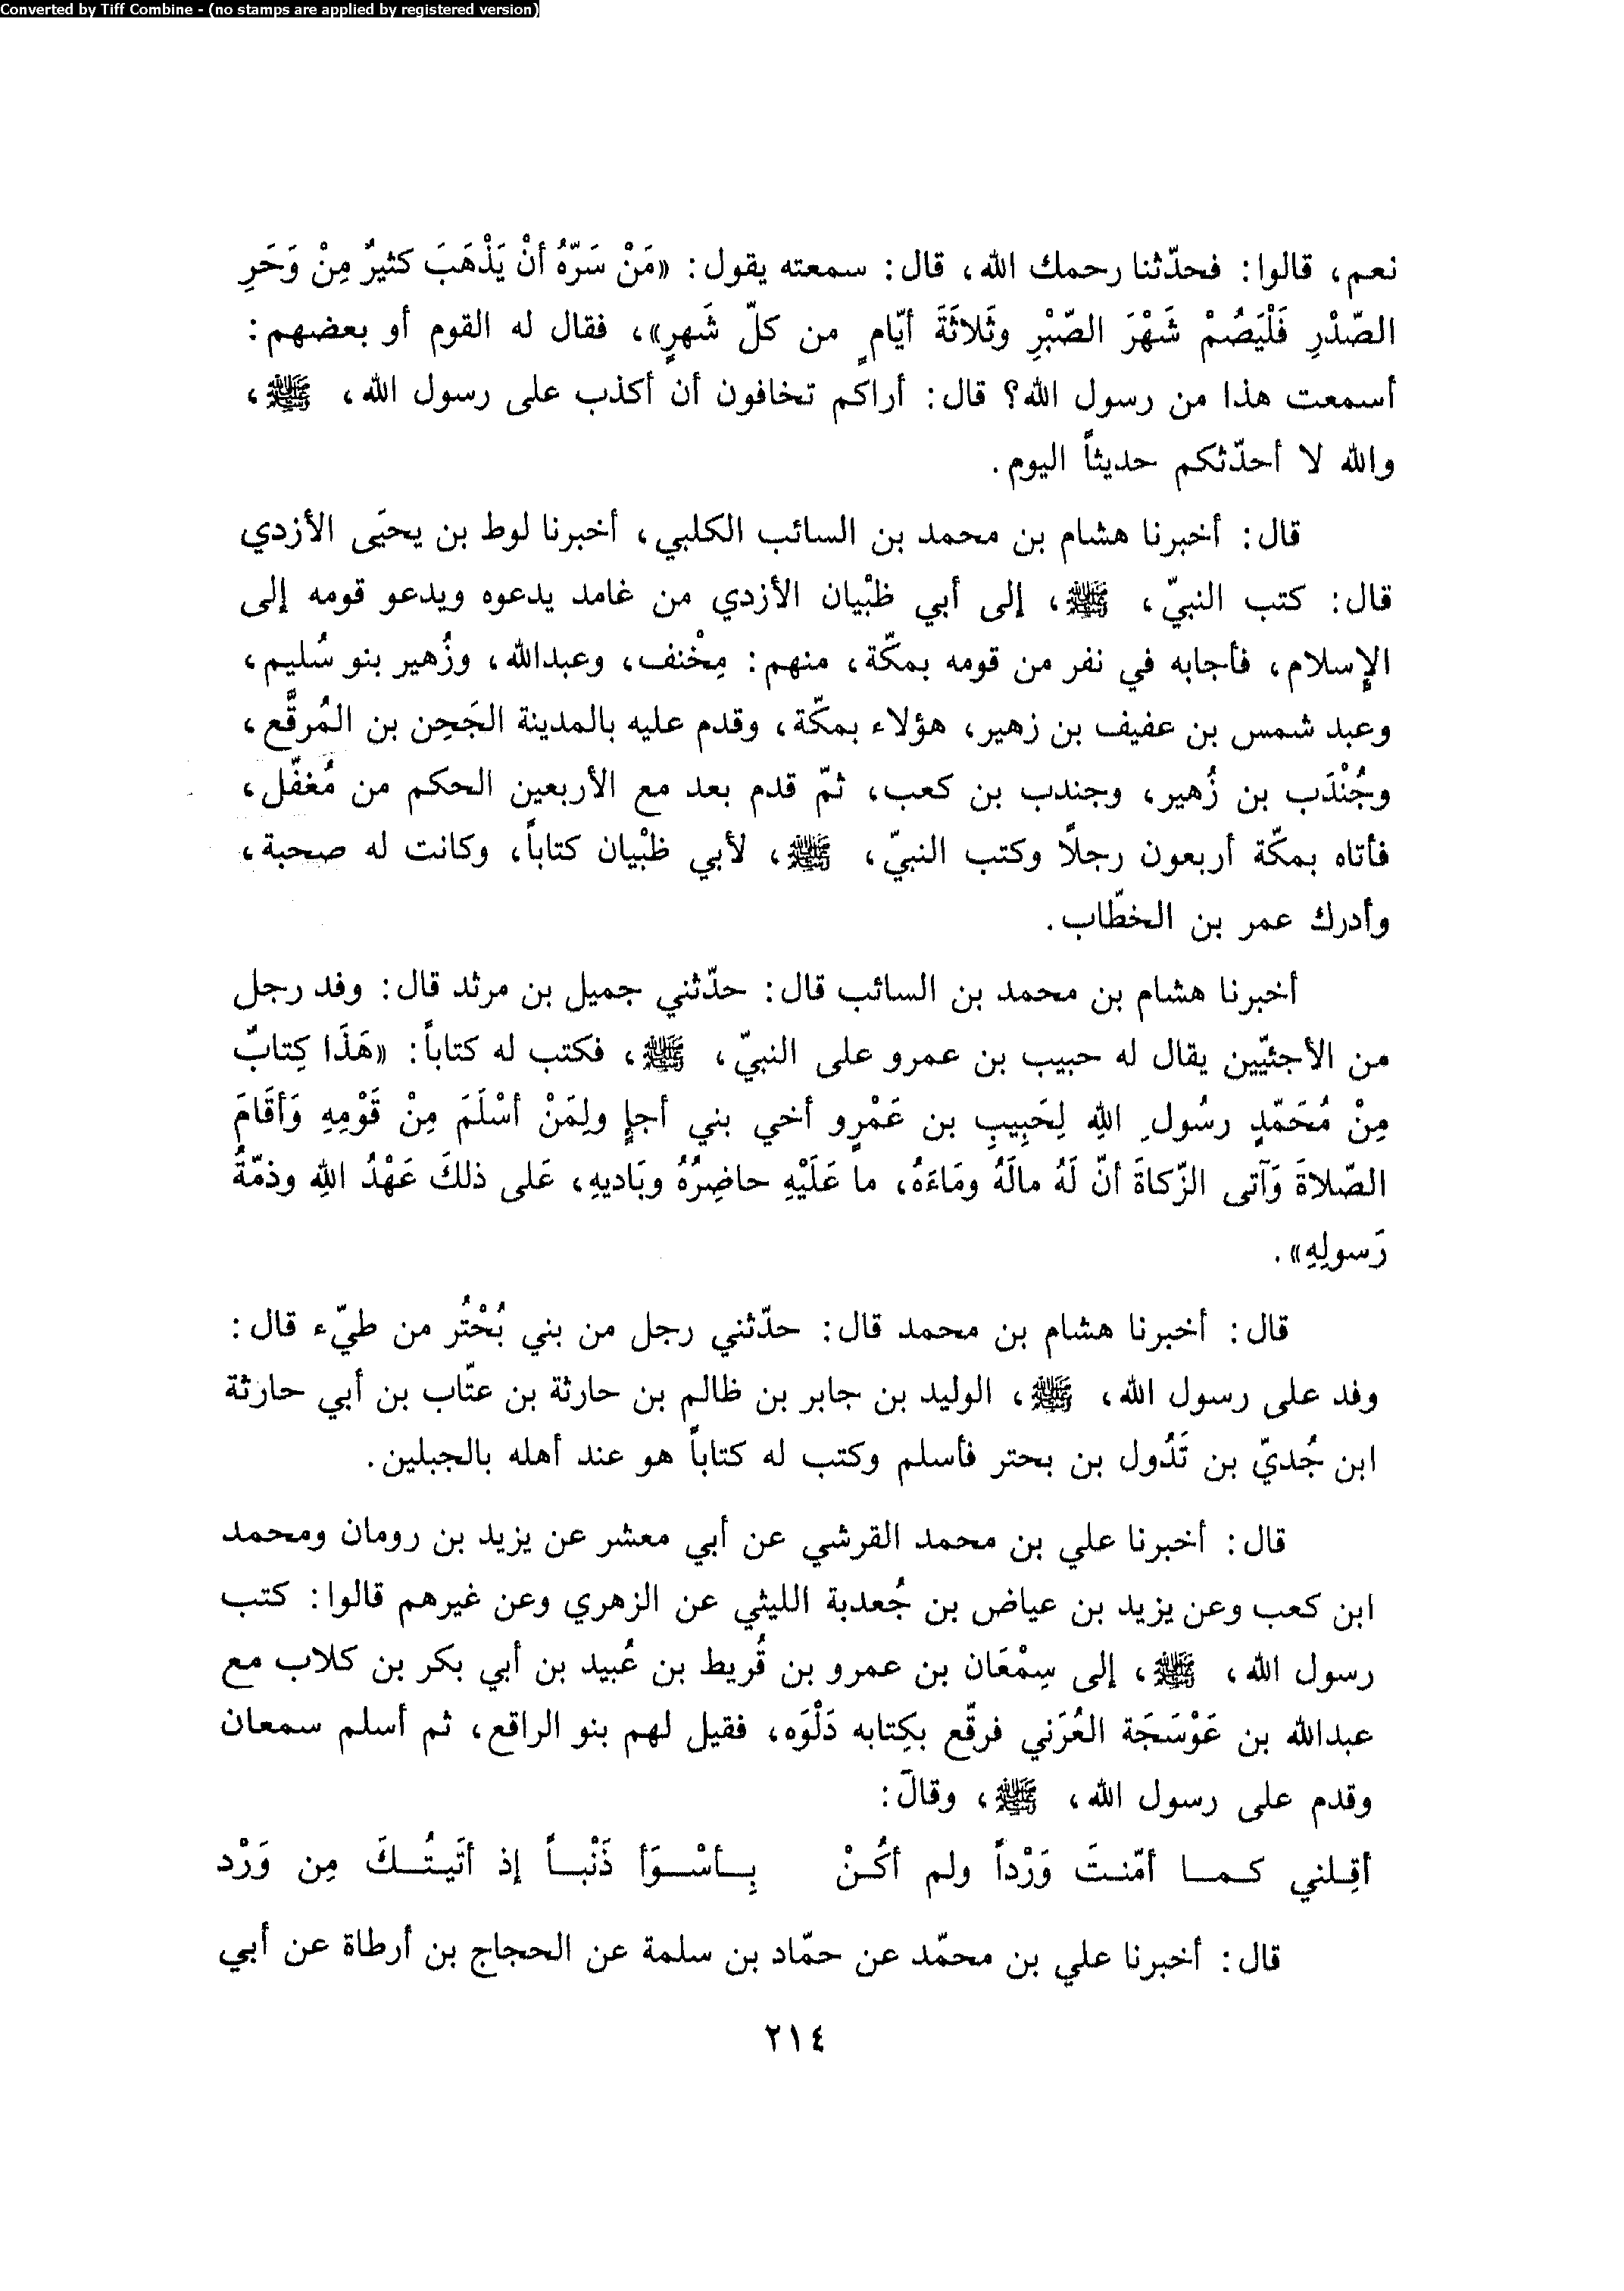 Converted by Tiff Combine - (no stamps are applied by registered version)
نعم، قالوا: فحدّثنا رحمك الله، قال: سمعته يقول: «مَنْ سَرّهُ أنْ يَذْهَبَ كثيرٌ مِنْ وَحَرِ
الصّدْرِ فَلْيَصُمْ شَهْرَ الصّبْرِ وثَلاثَةَ أيّامٍ من كلّ شَهرٍ»، فقال له القوم أو بعضهم:
أسمعت هذا من رسول الله؟ قال: أراكم تخافون أن أكذب على رسول الله، ﷺ،
والله لا أحدّثكم حديثاً اليوم.
قال: أخبرنا هشام بن محمد بن السائب الكلبي، أخبرنا لوط بن يحيَى الأزدي
قال: كتب النبيّ، ﷺ، إلى أبي ظبْيان الأزدي من غامد يدعوه ويدعو قومه إلى
الإسلام، فأجابه في نفر من قومه بمكّة، منهم: مِخْنف، وعبدالله، وزُهير بنو سُليم،
وعبد شمس بن عفيف بن زهير، هؤلاء بمكّة، وقدم عليه بالمدينة الجَحِن بن المُرقَّع،
وجُنْدَب بن زُهير، وجندب بن كعب، ثمّ قدم بعد مع الأربعين الحكم من مُغفّل،
فأتاه بمكّة أربعون رجلًا وكتب النبيّ، ﷺ، لأبي ظبْيان كتاباً، وكانت له صحبة،
وأدرك عمر بن الخطّاب.
أخبرنا هشام بن محمد بن السائب قال: حدّثني جميل بن مرثد قال: وفد رجل
من الأجئيّين يقال له حبيب بن عمرو على النبيّ، ﷺ، فكتب له كتاباً: «هَذَا كِتابٌ
مِنْ مُحَمّدٍ رسُولِ اللهِ لِحَبِيبِ بن عَمْرٍو أخي بني أجإٍ ولِمَنْ أسْلَمَ مِنْ قَوْمِهِ وَأقَامَ
الصّلاةَ وَآتى الزّكاةَ أنّ لَهُ مالَهُ ومَاءَهُ، ما عَلَيْهِ حاضِرُهُ وبَاديهِ، عَلى ذلكَ عَهْدُ اللهِ وذمّةُ
رَسولِهِ».
قال: أخبرنا هشام بن محمد قال: حدّثني رجل من بني بُحْتُر من طيّء قال:
وفد على رسول الله، ﷺ، الوليد بن جابر بن ظالم بن حارثة بن عتّاب بن أبي حارثة
ابن جُديّ بن تَدُول بن بحتر فأسلم وكتب له كتاباً هو عند أهله بالجبلين.
قال: أخبرنا علي بن محمد القرشي عن أبي معشر عن يزيد بن رومان ومحمد
ابن كعب وعن يزيد بن عياض بن جُعدبة الليثي عن الزهري وعن غيرهم قالوا: كتب
رسول الله، ﷺ، إلى سِمْعَان بن عمرو بن قُريط بن عُبيد بن أبي بكر بن كلاب مع
عبدالله بن عَوْسَجَة العُرَني فرقّع بكِتابه دَلْوَه، فقيل لهم بنو الراقع، ثم أسلم سمعان
وقدم على رسول الله، ﷺ، وقالَ:
أقِلني كما أمّنتَ وَرْداً ولم أكُنْ بِأسْوَأ ذَنْباً إذ أتَيتُكَ مِن وَرْد
قال: أخبرنا علي بن محمّد عن حمّاد بن سلمة عن الحجاج بن أرطاة عن أبي
٢١٤